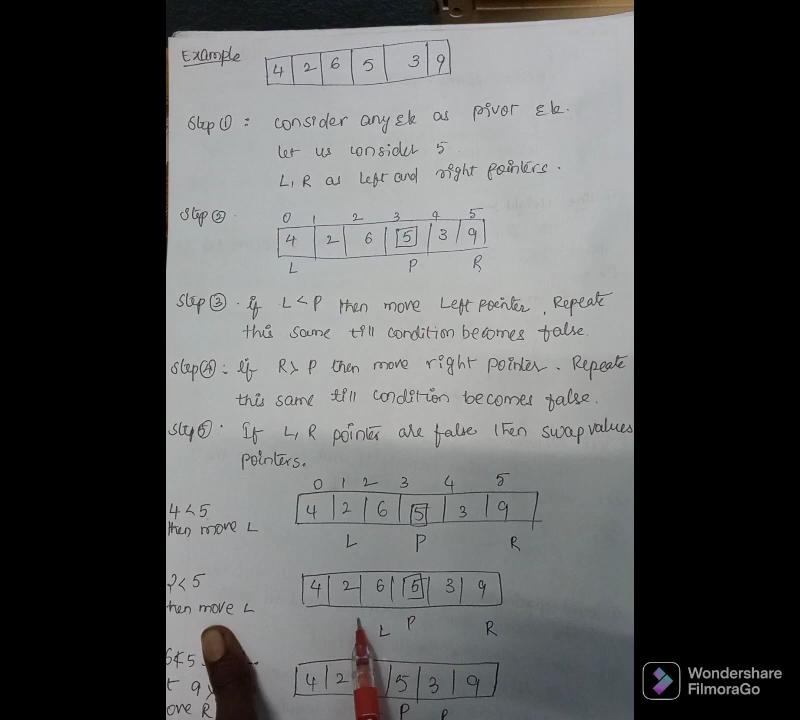 Example
4 2 6 5 3 9
Step ① : consider any Ele as pivot Ele.
Let us consider 5
L, R as Left and right pointers.
Step ②.
0 1 2 3 4 5
4 2 6 5 3 9
L P R
Step ③ . if L < P then move Left pointer, Repeat
this same till condition becomes false.
Step ④ : if R > P then move right pointer. Repeate
this same till condition becomes false.
Step ⑤ . If L, R pointer are false then swap values
pointers.
0 1 2 3 4 5
4 < 5
4 2 6 5 3 9
then move L
L P R
2 < 5
4 2 6 5 3 9
then move L
L P R
6 ≮ 5
4 2 5 3 9
9
R
P
Wondershare
FilmoraGo